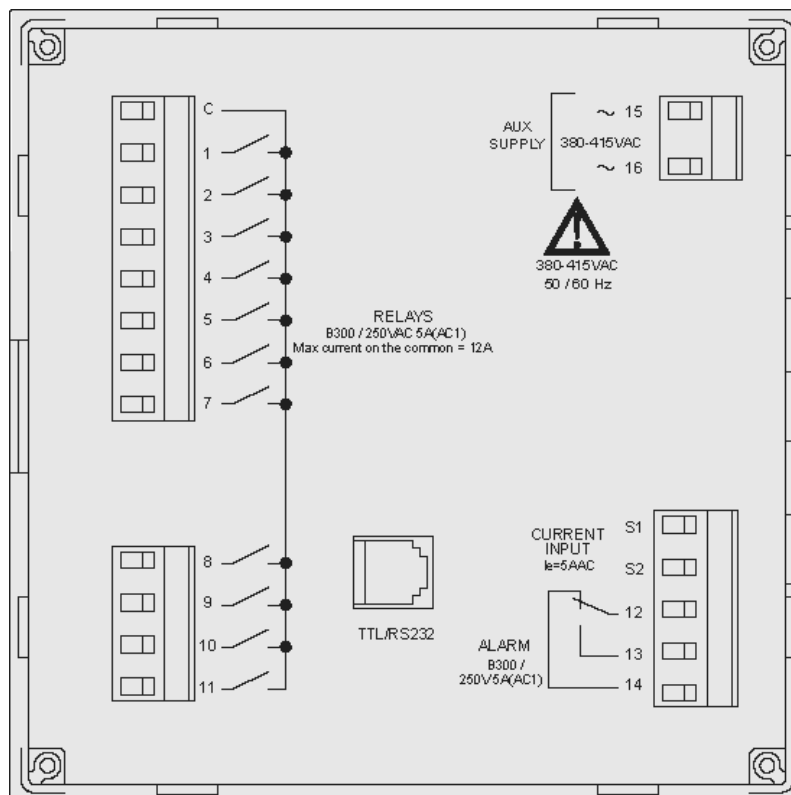 C
1
2
3
4
5
6
7
RELAYS
B300 / 250VAC 5A(AC1)
Max current on the common = 12A
8
9
10
11
TTL/RS232
AUX
SUPPLY
~ 15
380-415VAC
~ 16
!
380-415VAC
50 / 60 Hz
CURRENT
INPUT
Ie=5AAC
S1
S2
12
13
14
ALARM
B300 /
250V5A(AC1)